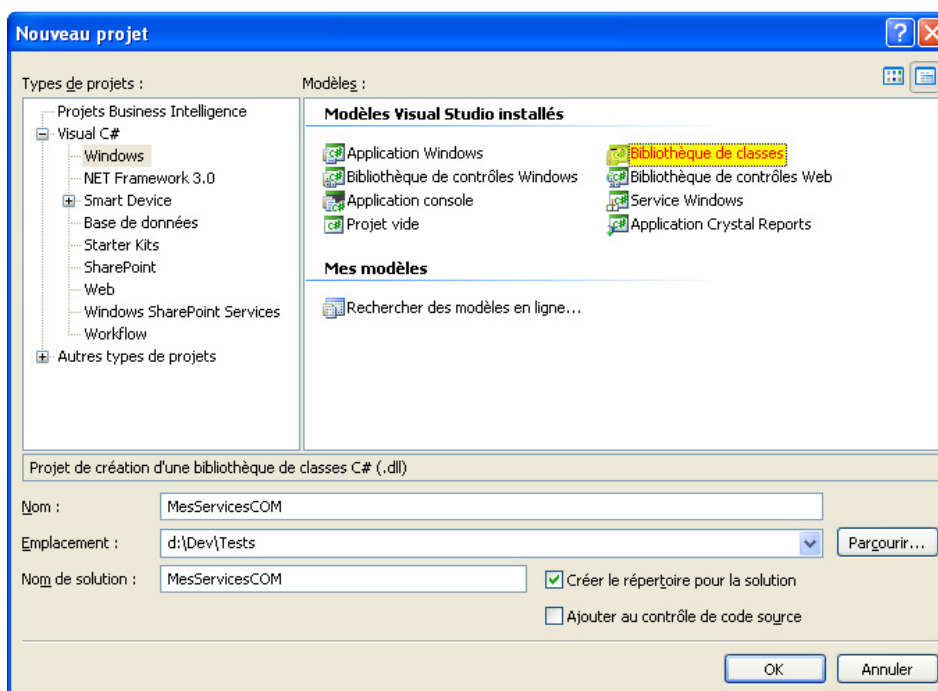 Nouveau projet
Types de projets :
Modèles :
Projets Business Intelligence
Visual C#
Windows
NET Framework 3.0
Smart Device
Base de données
Starter Kits
SharePoint
Web
Windows SharePoint Services
Workflow
Autres types de projets
Modèles Visual Studio installés
Application Windows
Bibliothèque de classes
Bibliothèque de contrôles Windows
Bibliothèque de contrôles Web
Application console
Service Windows
Projet vide
Application Crystal Reports
Mes modèles
Rechercher des modèles en ligne...
Projet de création d'une bibliothèque de classes C# (.dll)
Nom :
MesServicesCOM
Emplacement :
d:\Dev\Tests
Parcourir...
Nom de solution :
MesServicesCOM
Créer le répertoire pour la solution
Ajouter au contrôle de code source
OK
Annuler